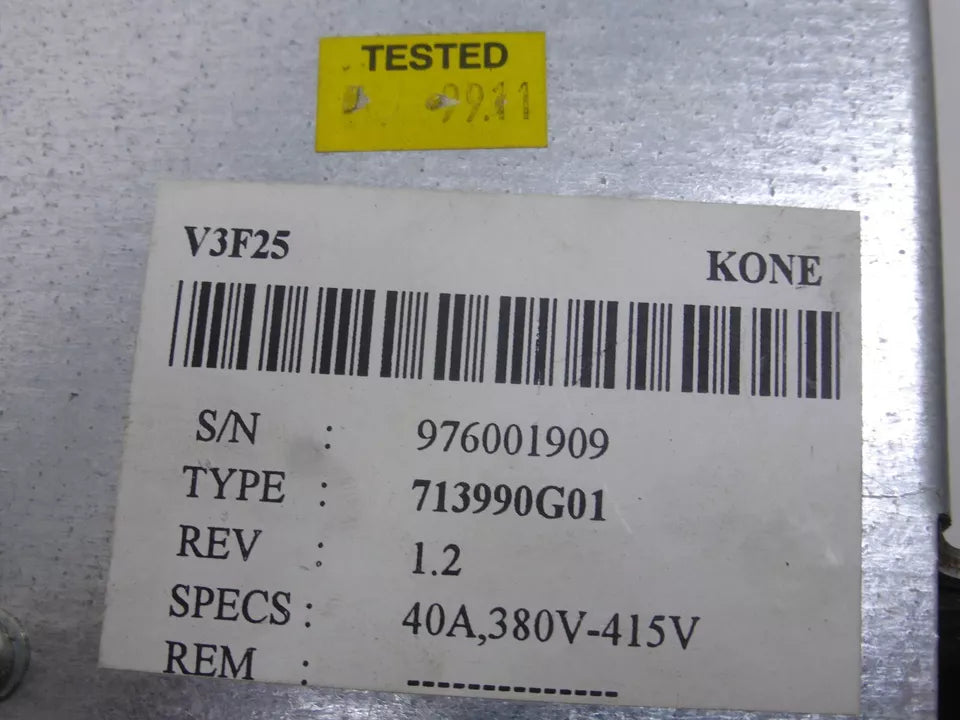 TESTED
99.11
V3F25
KONE
S/N : 976001909
TYPE : 713990G01
REV : 1.2
SPECS : 40A,380V-415V
REM : --------------